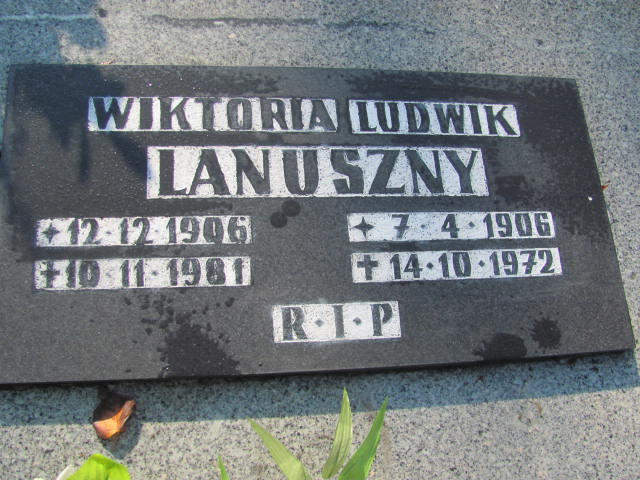 WIKTORIA LUDWIK
LANUSZNY
✦ 12·12·1906 ✦ 7·4·1906
✝ 10·11·1981 ✝ 14·10·1972
R·I·P